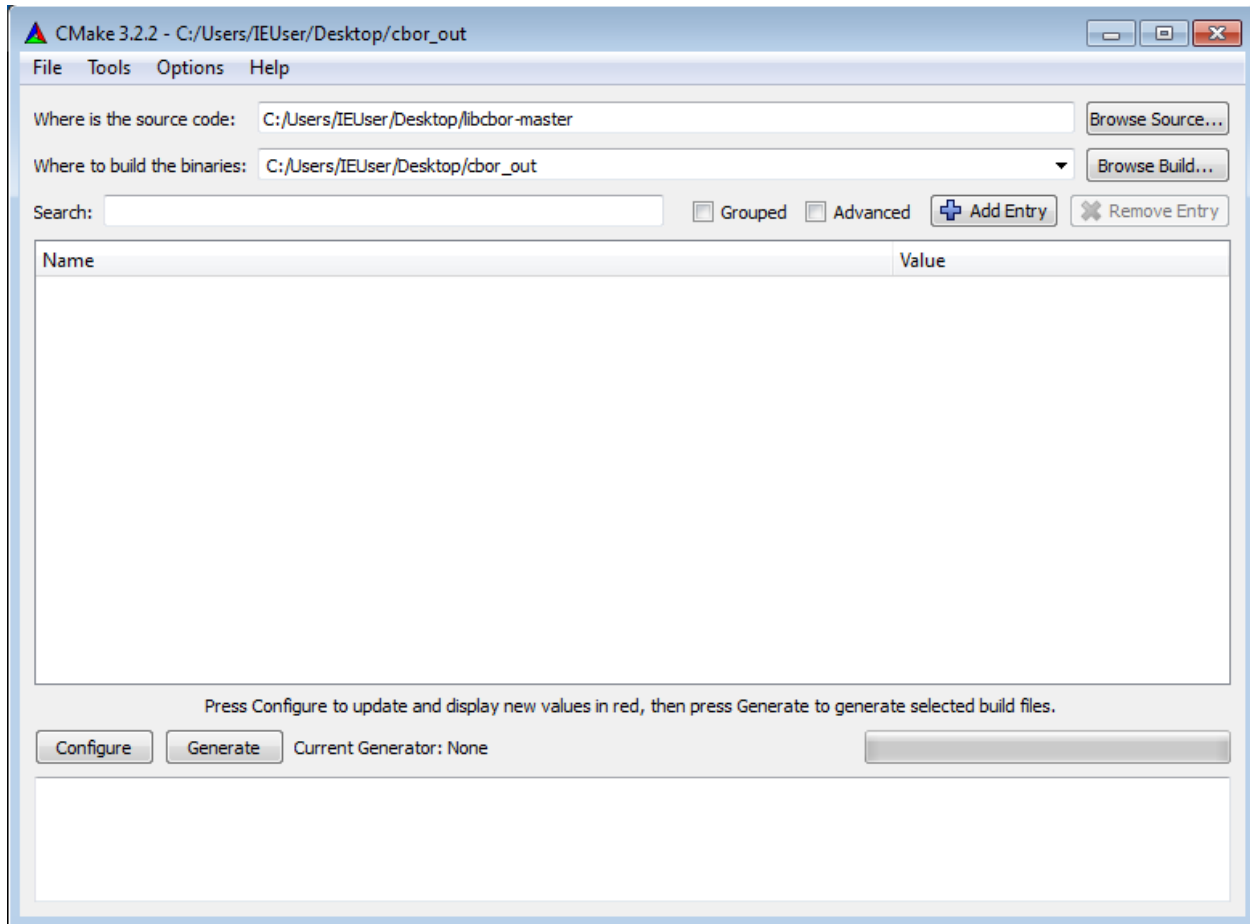 CMake 3.2.2 - C:/Users/IEUser/Desktop/cbor_out
File Tools Options Help
Where is the source code: C:/Users/IEUser/Desktop/libcbor-master Browse Source...
Where to build the binaries: C:/Users/IEUser/Desktop/cbor_out Browse Build...
Search: Grouped Advanced Add Entry Remove Entry
Name Value
Press Configure to update and display new values in red, then press Generate to generate selected build files.
Configure Generate Current Generator: None